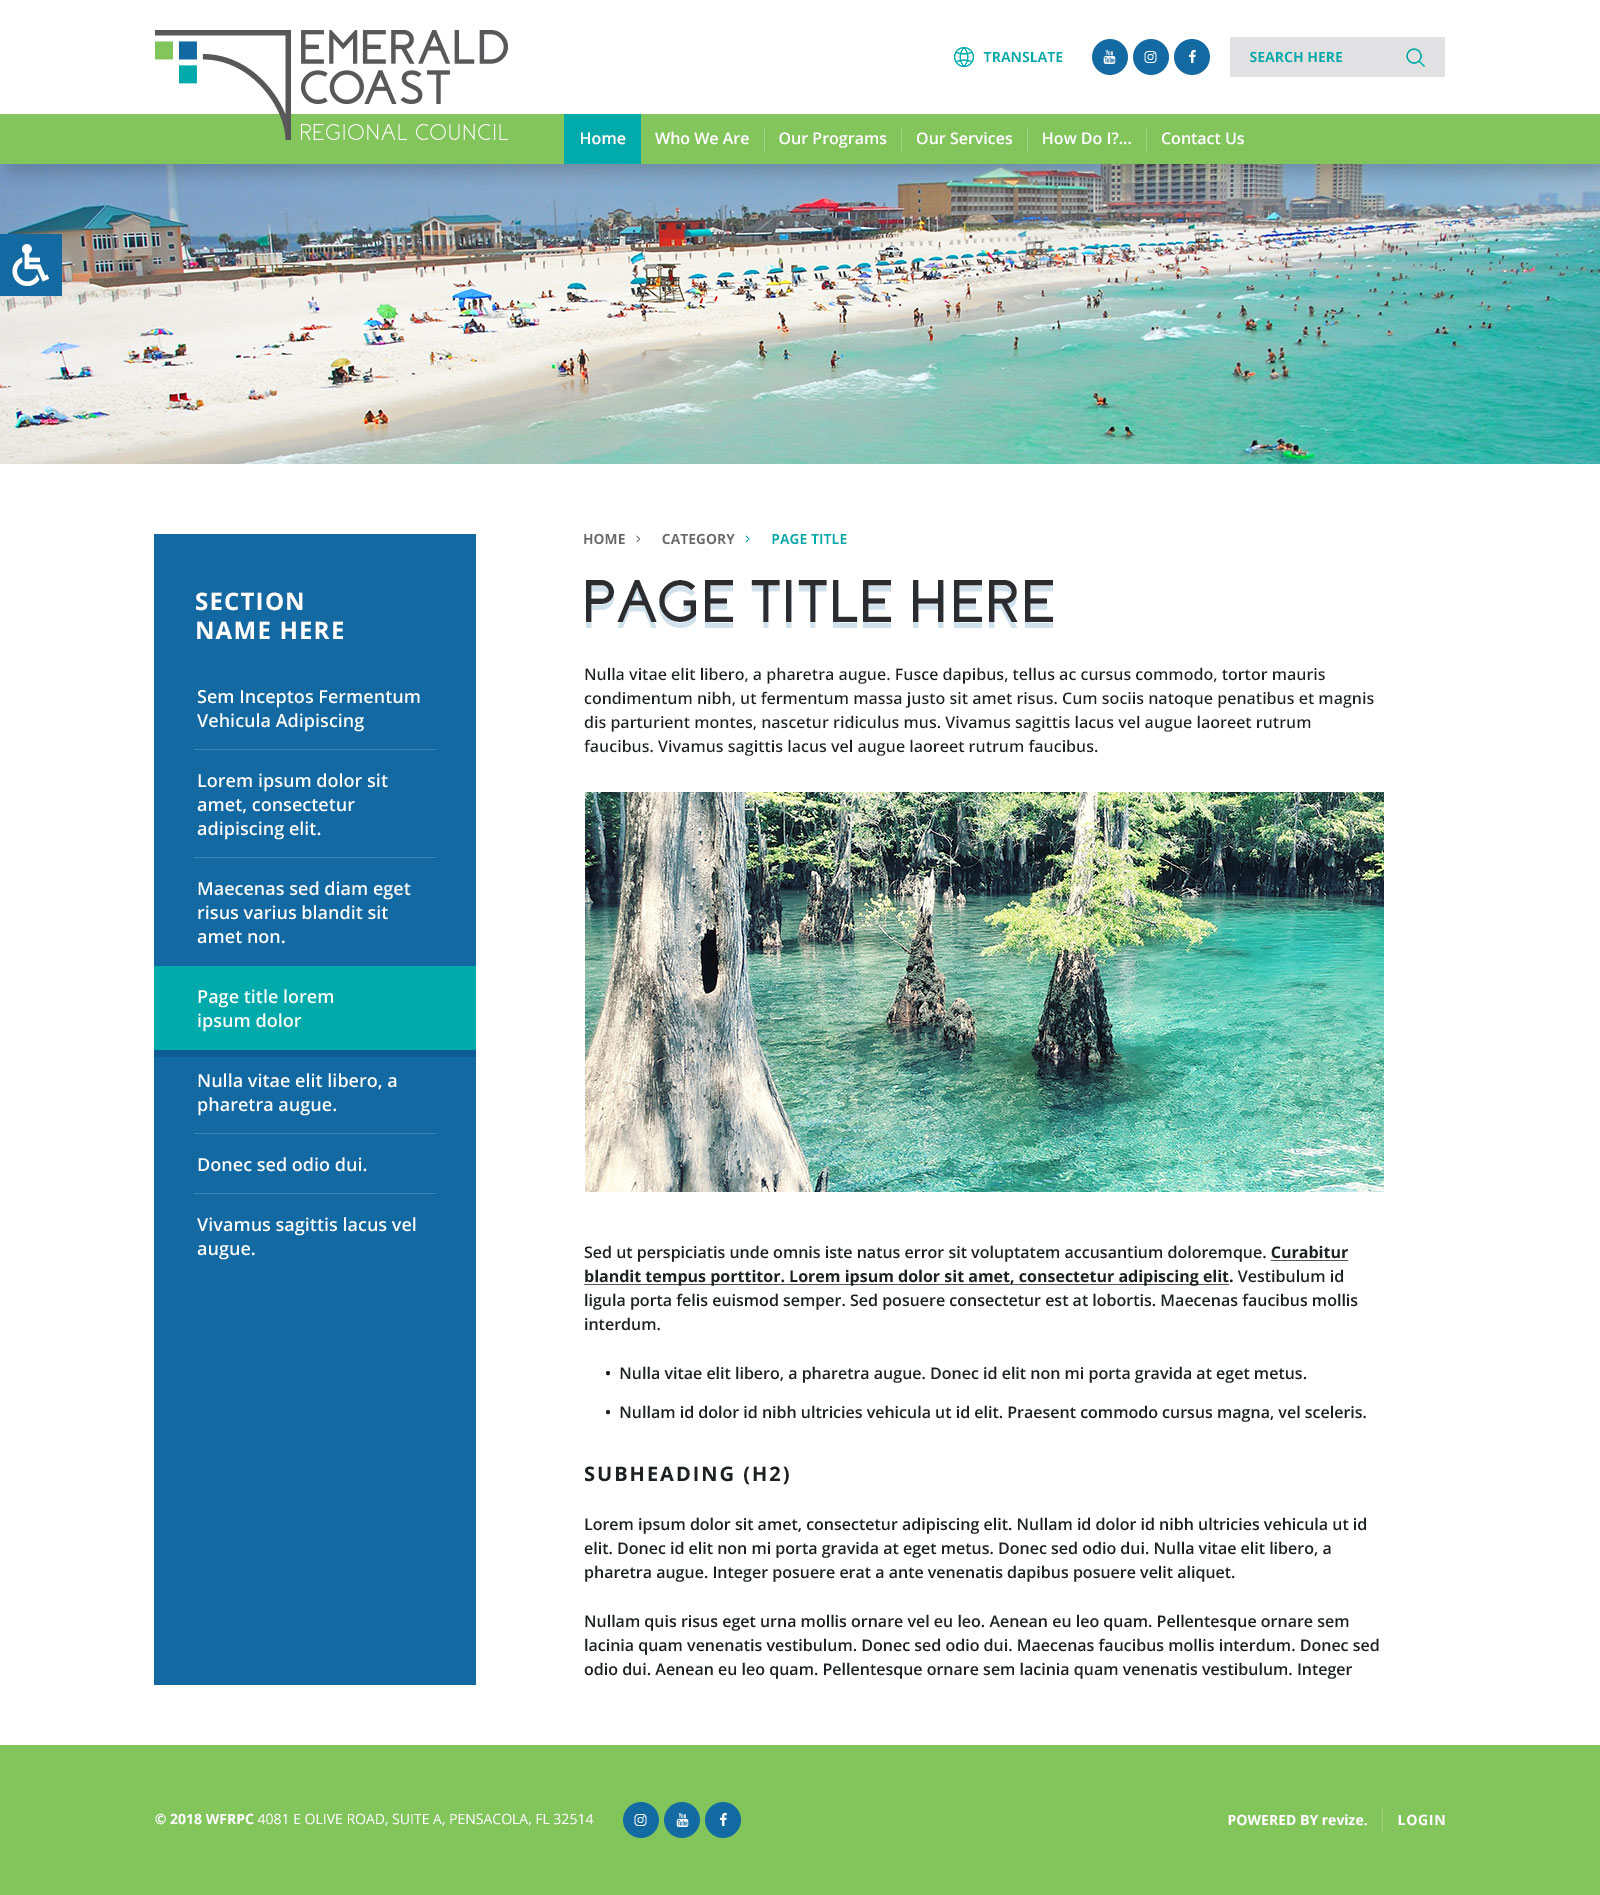 EMERALD
COAST
REGIONAL COUNCIL
TRANSLATE
You
Tube
SEARCH HERE
Home
Who We Are
Our Programs
Our Services
How Do I?...
Contact Us
SECTION
NAME HERE
Sem Inceptos Fermentum
Vehicula Adipiscing
Lorem ipsum dolor sit
amet, consectetur
adipiscing elit.
Maecenas sed diam eget
risus varius blandit sit
amet non.
Page title lorem
ipsum dolor
Nulla vitae elit libero, a
pharetra augue.
Donec sed odio dui.
Vivamus sagittis lacus vel
augue.
HOME > CATEGORY > PAGE TITLE
PAGE TITLE HERE
Nulla vitae elit libero, a pharetra augue. Fusce dapibus, tellus ac cursus commodo, tortor mauris
condimentum nibh, ut fermentum massa justo sit amet risus. Cum sociis natoque penatibus et magnis
dis parturient montes, nascetur ridiculus mus. Vivamus sagittis lacus vel augue laoreet rutrum
faucibus. Vivamus sagittis lacus vel augue laoreet rutrum faucibus.
Sed ut perspiciatis unde omnis iste natus error sit voluptatem accusantium doloremque. Curabitur
blandit tempus porttitor. Lorem ipsum dolor sit amet, consectetur adipiscing elit. Vestibulum id
ligula porta felis euismod semper. Sed posuere consectetur est at lobortis. Maecenas faucibus mollis
interdum.
• Nulla vitae elit libero, a pharetra augue. Donec id elit non mi porta gravida at eget metus.
• Nullam id dolor id nibh ultricies vehicula ut id elit. Praesent commodo cursus magna, vel sceleris.
SUBHEADING (H2)
Lorem ipsum dolor sit amet, consectetur adipiscing elit. Nullam id dolor id nibh ultricies vehicula ut id
elit. Donec id elit non mi porta gravida at eget metus. Donec sed odio dui. Nulla vitae elit libero, a
pharetra augue. Integer posuere erat a ante venenatis dapibus posuere velit aliquet.
Nullam quis risus eget urna mollis ornare vel eu leo. Aenean eu leo quam. Pellentesque ornare sem
lacinia quam venenatis vestibulum. Donec sed odio dui. Maecenas faucibus mollis interdum. Donec sed
odio dui. Aenean eu leo quam. Pellentesque ornare sem lacinia quam venenatis vestibulum. Integer
© 2018 WFRPC 4081 E OLIVE ROAD, SUITE A, PENSACOLA, FL 32514
You
Tube
POWERED BY revize.
LOGIN